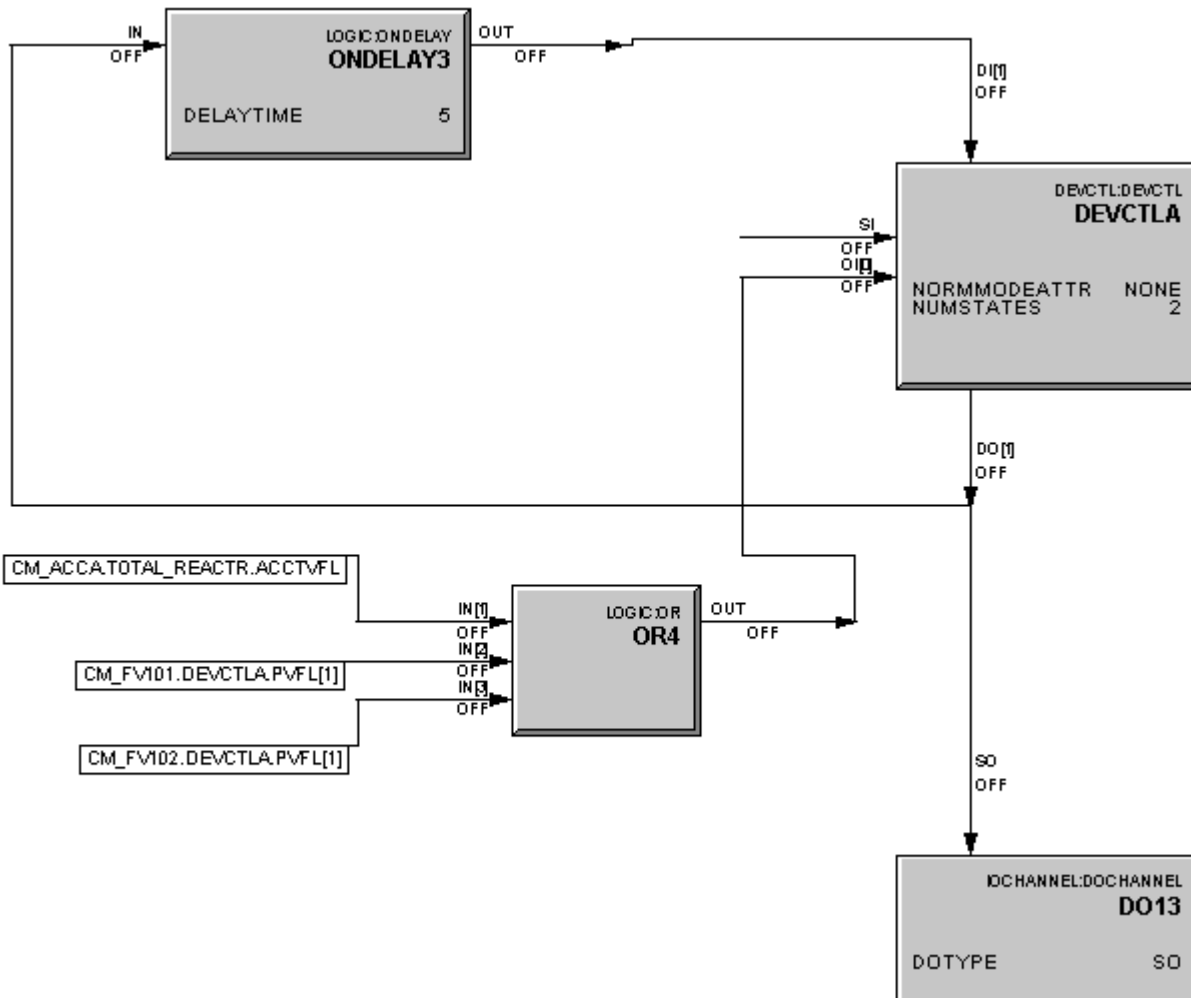 IN
OFF
LOGIC:ONDELAY
ONDELAY3
DELAYTIME 5
OUT
OFF
DI[1]
OFF
DEVCTL:DEVCTL
DEVCTLA
SI
OFF
OFF
NORMMODEATTR NONE
NUMSTATES 2
DO[1]
OFF
CM_ACCA.TOTAL_REACTR.ACCTVFL
CM_FV101.DEVCTLA.PVFL[1]
CM_FV102.DEVCTLA.PVFL[1]
IN[1]
OFF
IN[2]
OFF
IN[3]
OFF
LOGIC:OR
OR4
OUT
OFF
SO
OFF
IOCHANNEL:DOCHANNEL
DO13
DOTYPE SO